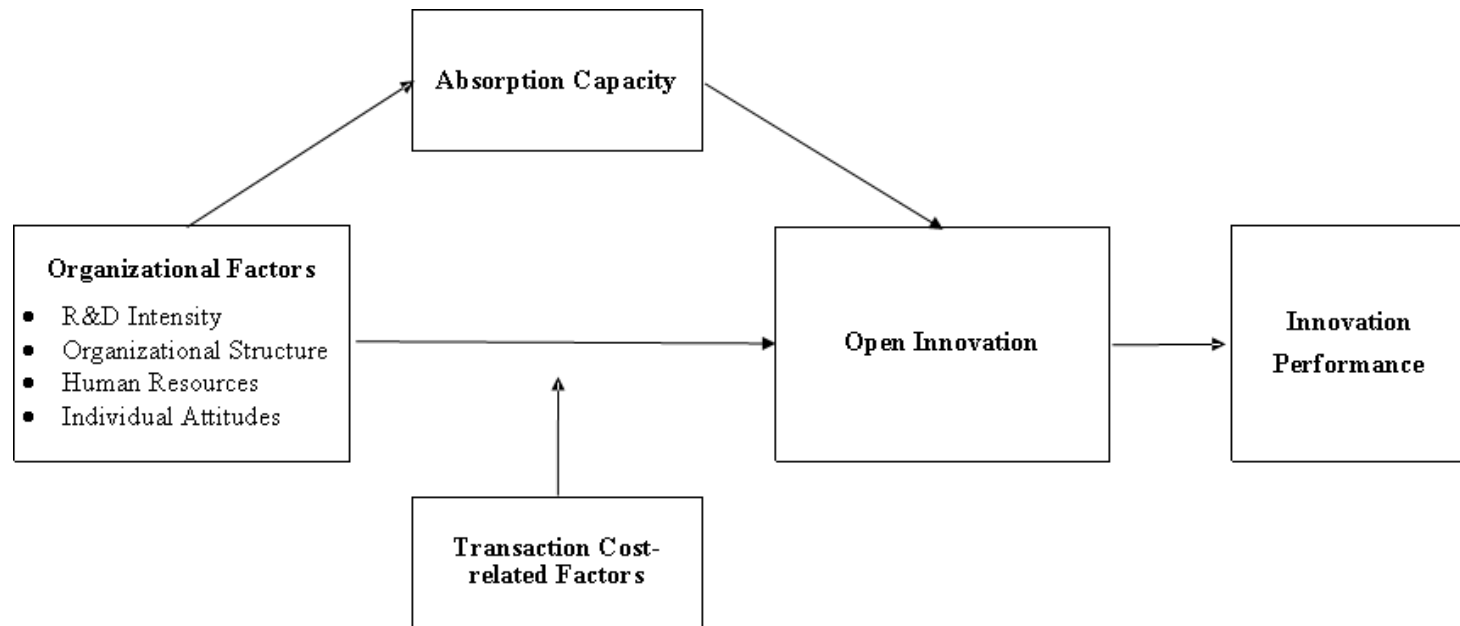 Absorption Capacity
Organizational Factors
● R&D Intensity
● Organizational Structure
● Human Resources
● Individual Attitudes
Open Innovation
Innovation
Performance
Transaction Cost-
related Factors